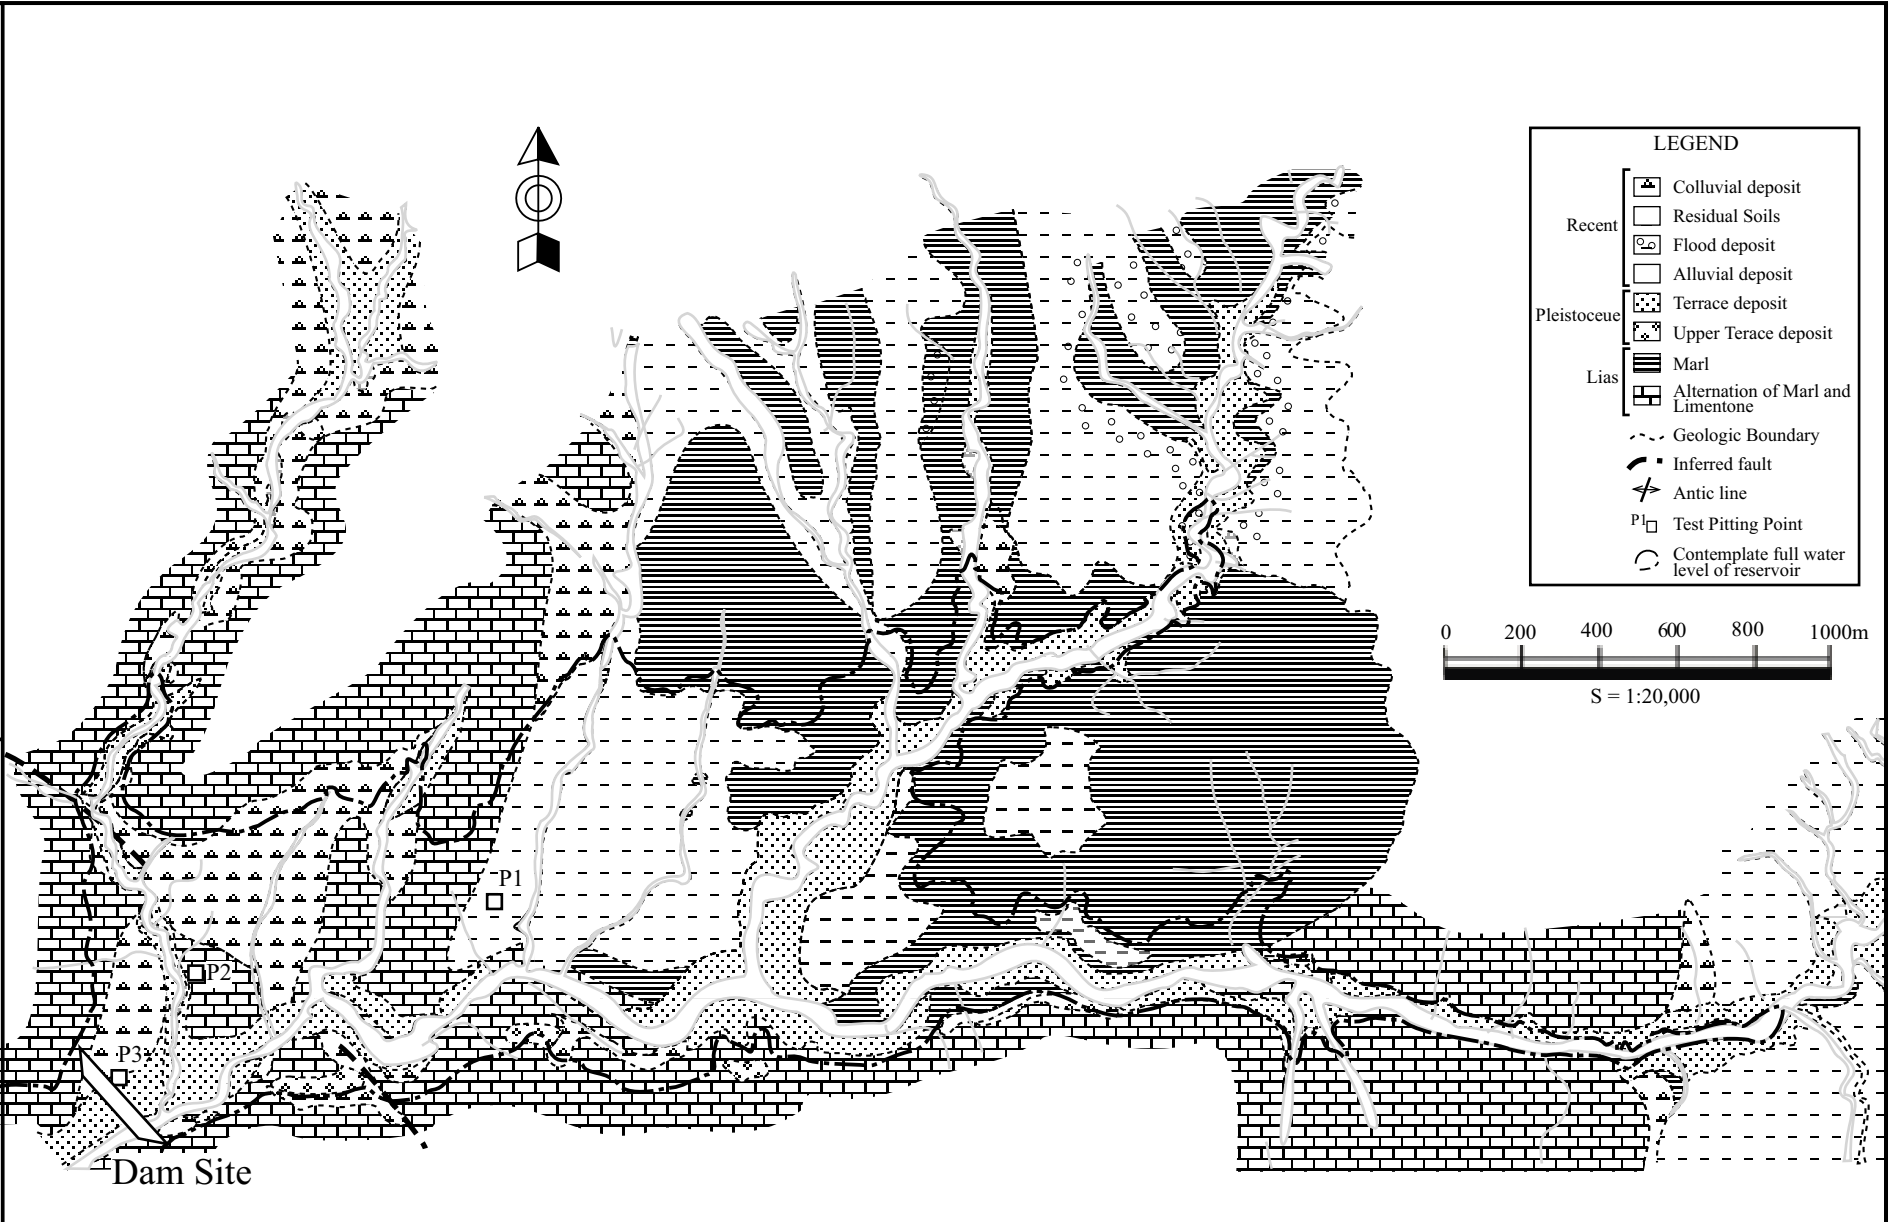 LEGEND
Recent
Colluvial deposit
Residual Soils
Flood deposit
Alluvial deposit
Pleistoceue
Terrace deposit
Upper Terace deposit
Lias
Marl
Alternation of Marl and
Limentone
Geologic Boundary
Inferred fault
Antic line
P1 Test Pitting Point
Contemplate full water
level of reservoir
0 200 400 600 800 1000m
S = 1:20,000
P1
P2
P3
Dam Site